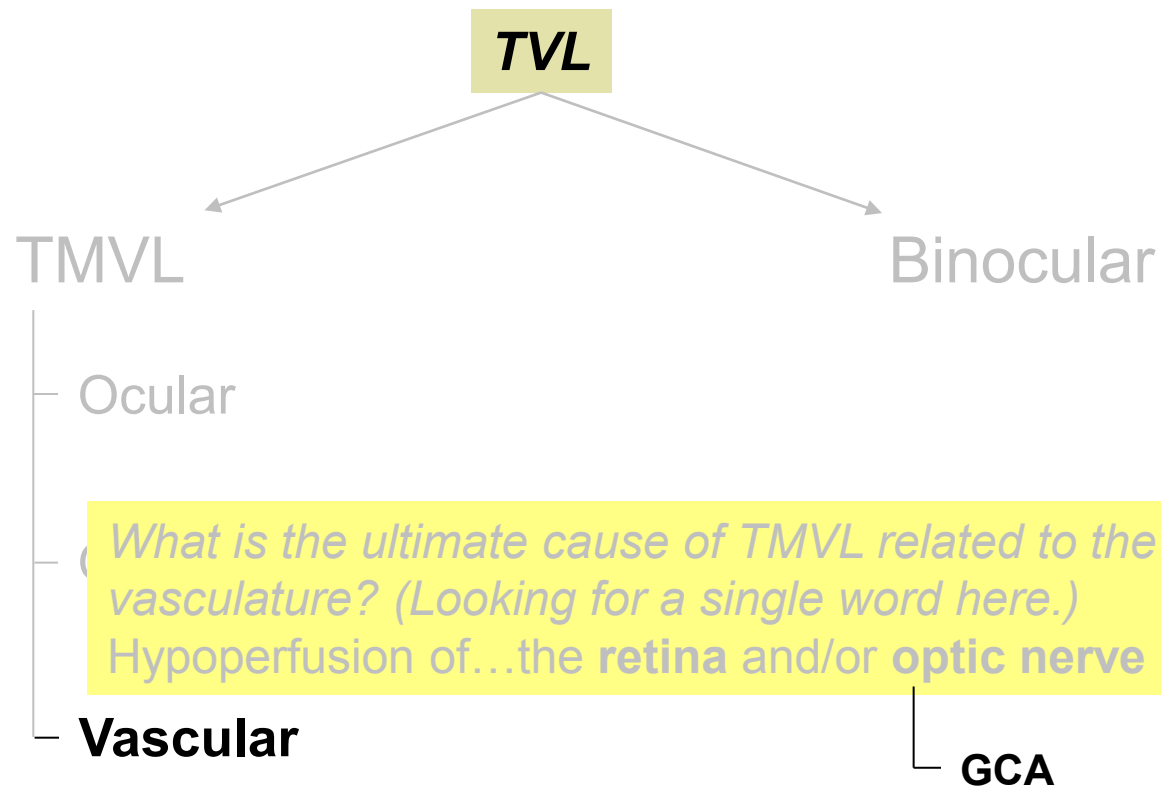 TVL
TMVL
Binocular
Ocular
What is the ultimate cause of TMVL related to the
vasculature? (Looking for a single word here.)
Hypoperfusion of…the retina and/or optic nerve
Vascular
GCA